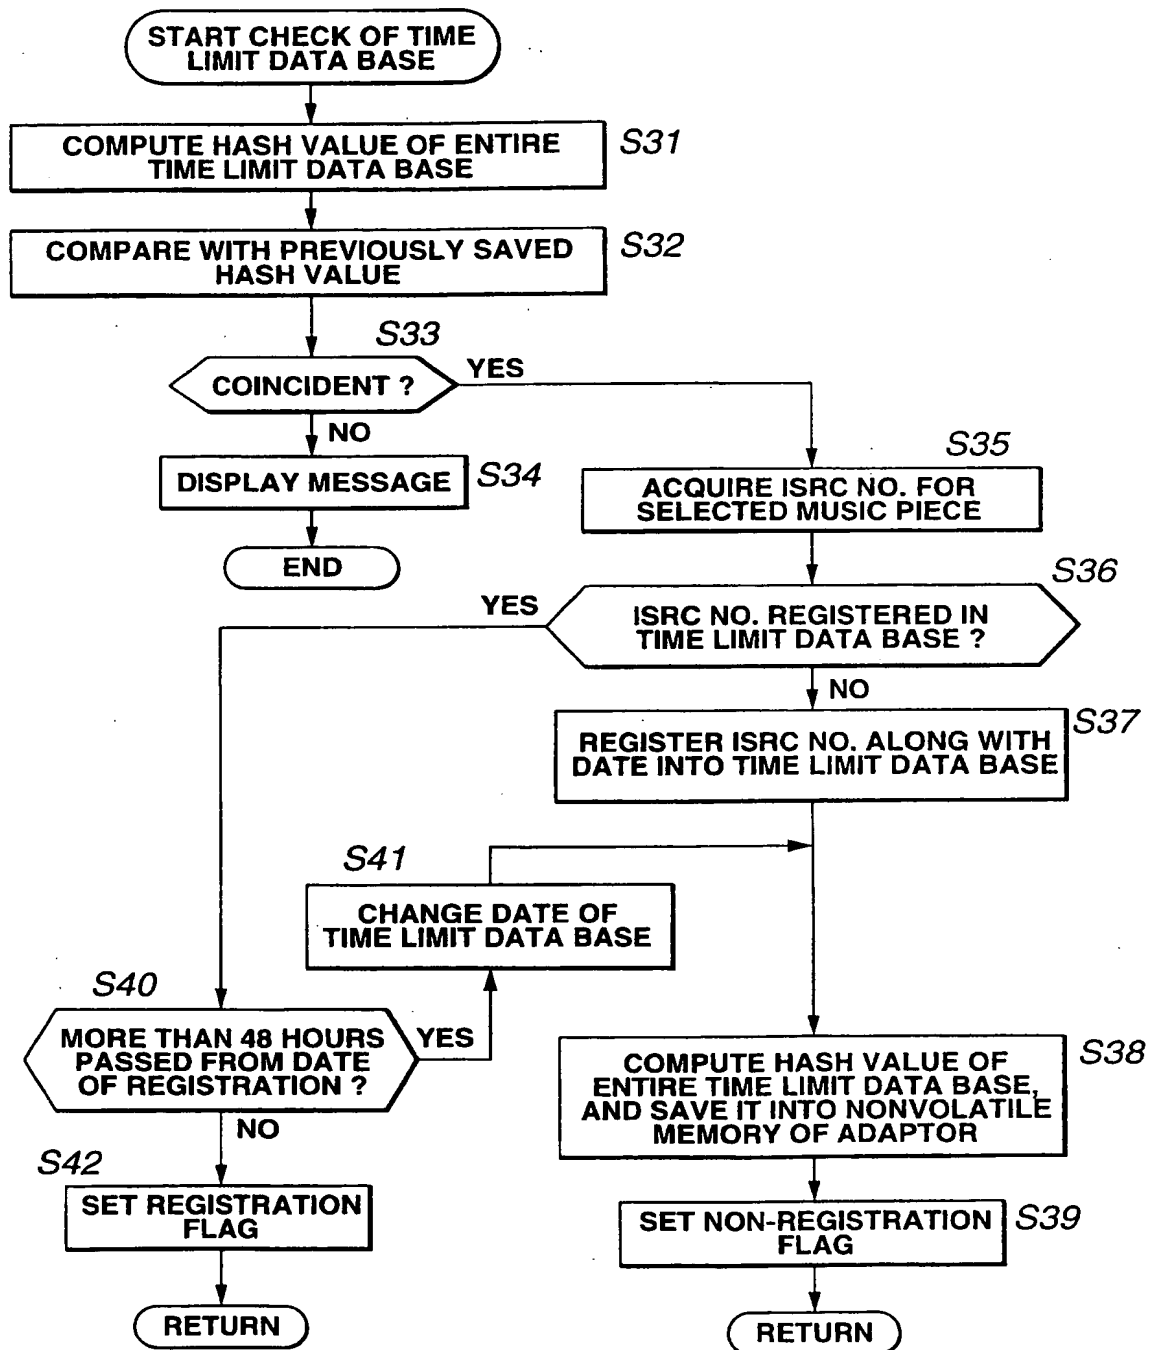 START CHECK OF TIME
LIMIT DATA BASE
COMPUTE HASH VALUE OF ENTIRE
TIME LIMIT DATA BASE
S31
COMPARE WITH PREVIOUSLY SAVED
HASH VALUE
S32
S33
COINCIDENT ?
YES
NO
DISPLAY MESSAGE
S34
END
S35
ACQUIRE ISRC NO. FOR
SELECTED MUSIC PIECE
S36
YES
ISRC NO. REGISTERED IN
TIME LIMIT DATA BASE ?
NO
S37
REGISTER ISRC NO. ALONG WITH
DATE INTO TIME LIMIT DATA BASE
S41
CHANGE DATE OF
TIME LIMIT DATA BASE
S40
MORE THAN 48 HOURS
PASSED FROM DATE
OF REGISTRATION ?
YES
NO
S42
SET REGISTRATION
FLAG
RETURN
S38
COMPUTE HASH VALUE OF
ENTIRE TIME LIMIT DATA BASE,
AND SAVE IT INTO NONVOLATILE
MEMORY OF ADAPTOR
SET NON-REGISTRATION
FLAG
S39
RETURN